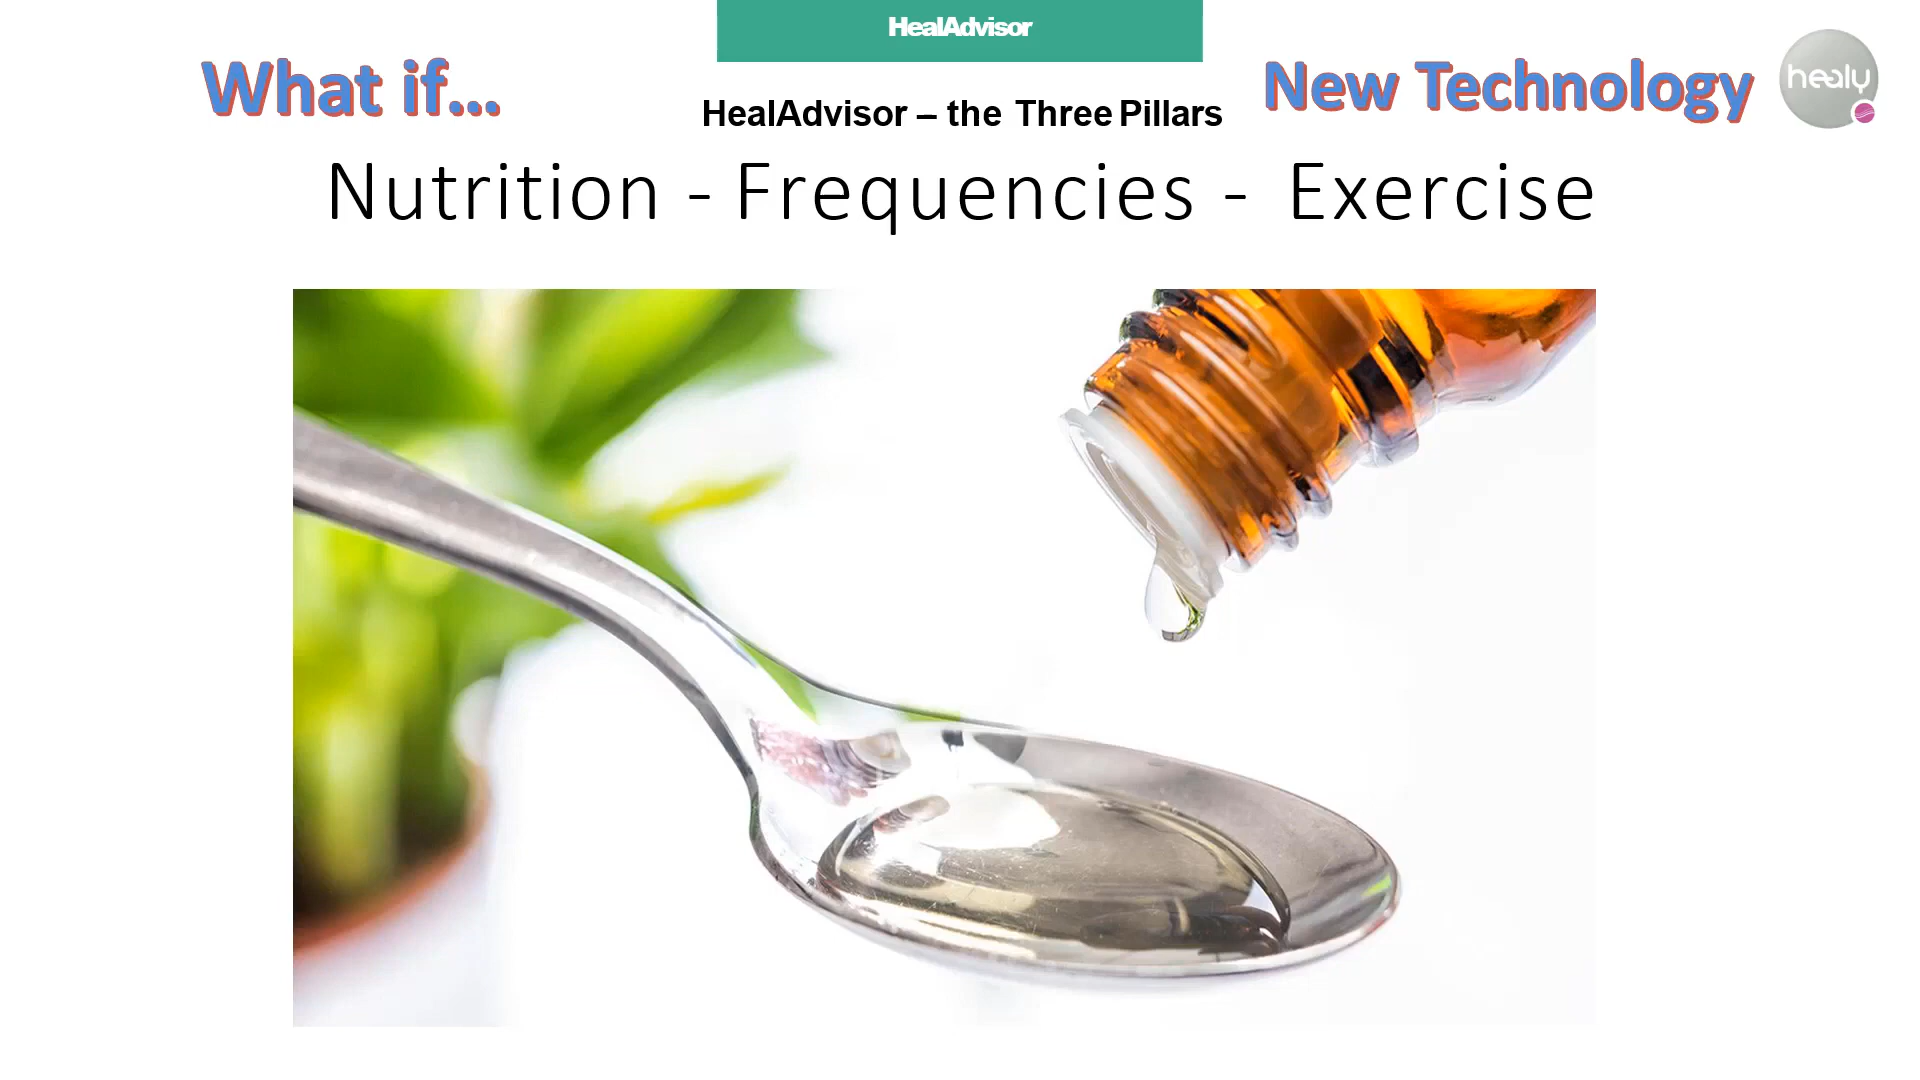 HealAdvisor
What if...
New Technology
healy
HealAdvisor – the Three Pillars
Nutrition - Frequencies - Exercise